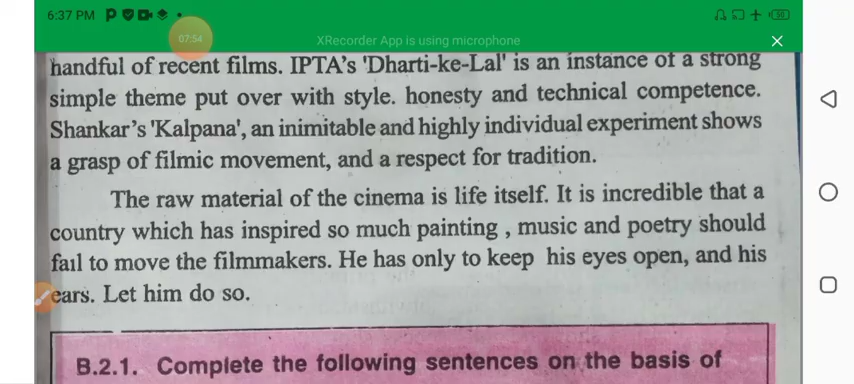 6:37 PM
50
07:54
XRecorder App is using microphone
handful of recent films. IPTA's 'Dharti-ke-Lal' is an instance of a strong
simple theme put over with style. honesty and technical competence.
Shankar's 'Kalpana', an inimitable and highly individual experiment shows
a grasp of filmic movement, and a respect for tradition.
The raw material of the cinema is life itself. It is incredible that a
country which has inspired so much painting , music and poetry should
fail to move the filmmakers. He has only to keep his eyes open, and his
ears. Let him do so.
B.2.1. Complete the following sentences on the basis of